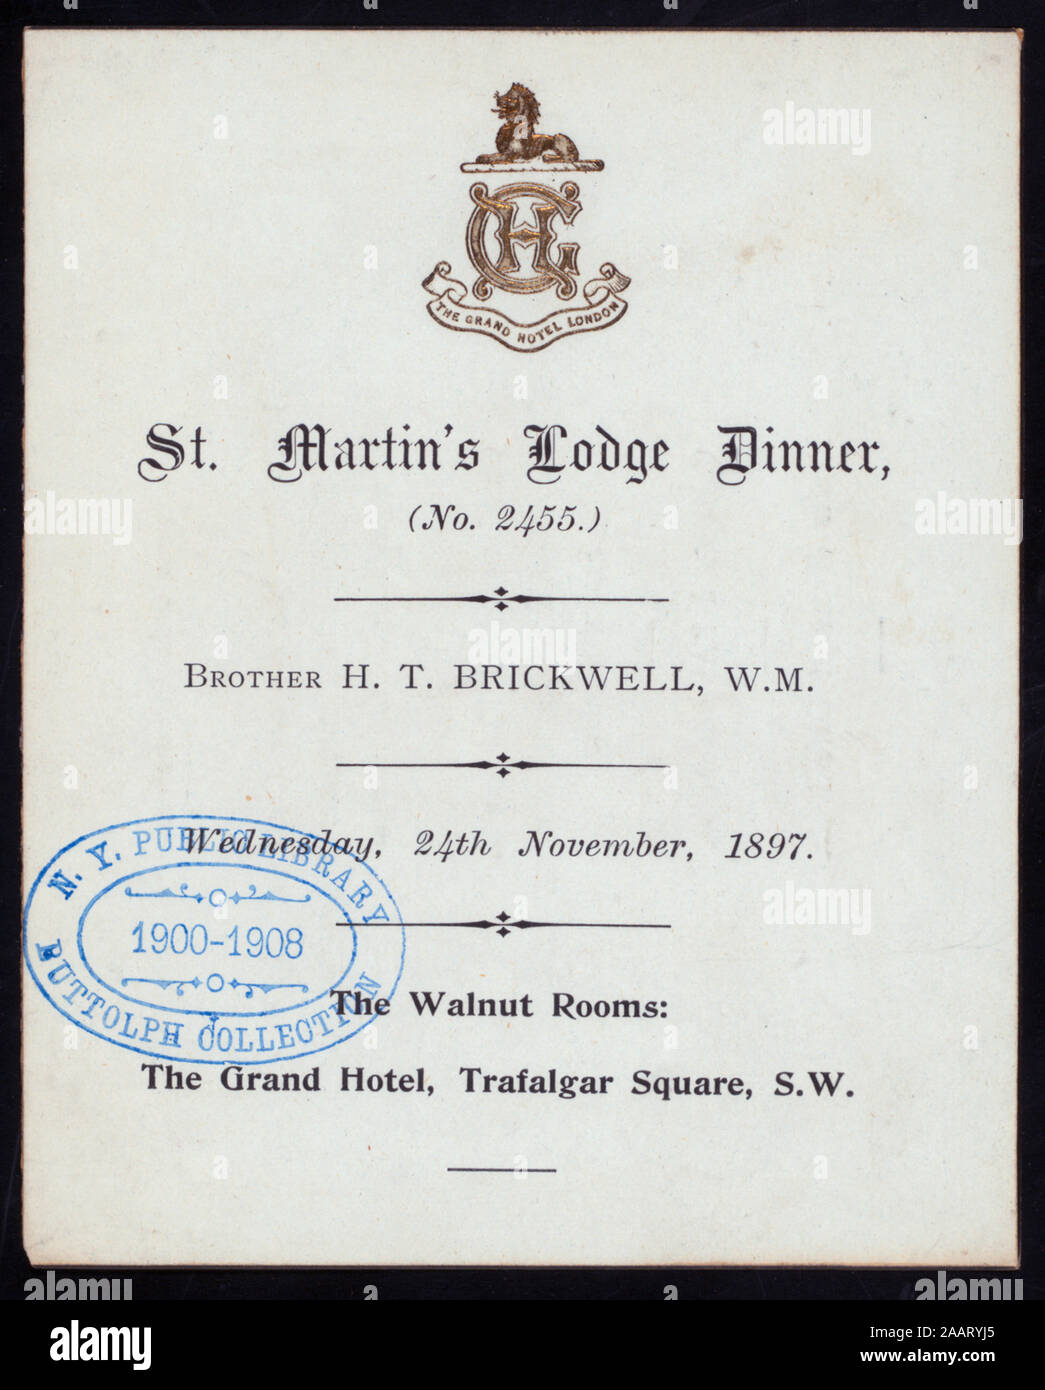 GHC
THE GRAND HOTEL LONDON
St. Martin's Lodge Dinner,
(No. 2455.)
BROTHER H. T. BRICKWELL, W.M.
Wednesday, 24th November, 1897.
N. Y. PUBLIC LIBRARY
1900-1908
BUTTOLPH COLLECTION
The Walnut Rooms:
The Grand Hotel, Trafalgar Square, S.W.
alamy
Image ID: 2AARYJ5
www.alamy.com